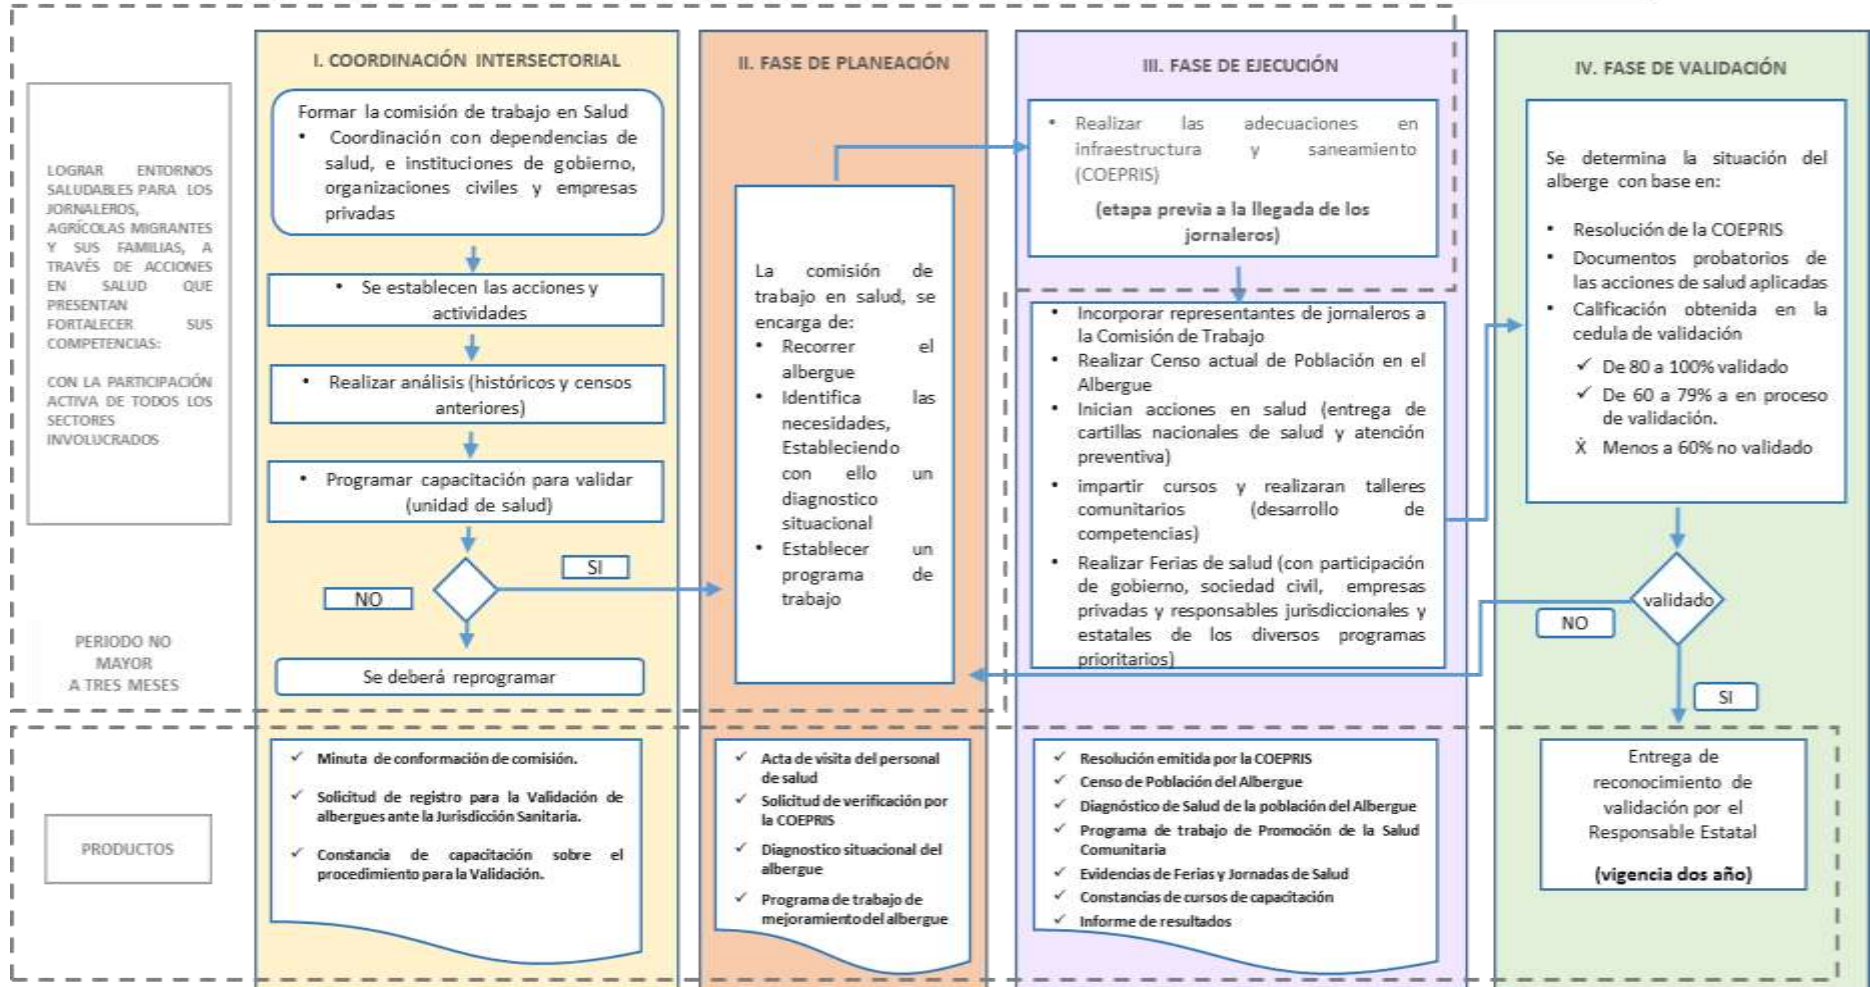 LOGRAR ENTORNOS
SALUDABLES PARA LOS
JORNALEROS,
AGRÍCOLAS MIGRANTES
Y SUS FAMILIAS, A
TRAVÉS DE ACCIONES
EN SALUD QUE
PRESENTAN
FORTALECER SUS
COMPETENCIAS:
CON LA PARTICIPACIÓN
ACTIVA DE TODOS LOS
SECTORES
INVOLUCRADOS
PERIODO NO
MAYOR
A TRES MESES
I. COORDINACIÓN INTERSECTORIAL
Formar la comisión de trabajo en Salud
• Coordinación con dependencias de
salud, e instituciones de gobierno,
organizaciones civiles y empresas
privadas
• Se establecen las acciones y
actividades
• Realizar análisis (históricos y censos
anteriores)
• Programar capacitación para validar
(unidad de salud)
SI
NO
Se deberá reprogramar
II. FASE DE PLANEACIÓN
La comisión de
trabajo en salud, se
encarga de:
• Recorrer el
albergue
• Identifica las
necesidades,
Estableciendo
con ello un
diagnostico
situacional
• Establecer un
programa de
trabajo
III. FASE DE EJECUCIÓN
• Realizar las adecuaciones en
infraestructura y saneamiento
(COEPRIS)
(etapa previa a la llegada de los
jornaleros)
• Incorporar representantes de jornaleros a
la Comisión de Trabajo
• Realizar Censo actual de Población en el
Albergue
• Inician acciones en salud (entrega de
cartillas nacionales de salud y atención
preventiva)
• impartir cursos y realizaran talleres
comunitarios (desarrollo de
competencias)
• Realizar Ferias de salud (con participación
de gobierno, sociedad civil, empresas
privadas y responsables jurisdiccionales y
estatales de los diversos programas
prioritarios)
IV. FASE DE VALIDACIÓN
Se determina la situación del
alberge con base en:
• Resolución de la COEPRIS
• Documentos probatorios de
las acciones de salud aplicadas
• Calificación obtenida en la
cedula de validación
✓ De 80 a 100% validado
✓ De 60 a 79% a en proceso
de validación.
Ẋ Menos a 60% no validado
validado
NO
SI
PRODUCTOS
✓ Minuta de conformación de comisión.
✓ Solicitud de registro para la Validación de
albergues ante la Jurisdicción Sanitaria.
✓ Constancia de capacitación sobre el
procedimiento para la Validación.
✓ Acta de visita del personal
de salud
✓ Solicitud de verificación por
la COEPRIS
✓ Diagnostico situacional del
albergue
✓ Programa de trabajo de
mejoramiento del albergue
✓ Resolución emitida por la COEPRIS
✓ Censo de Población del Albergue
✓ Diagnóstico de Salud de la población del Albergue
✓ Programa de trabajo de Promoción de la Salud
Comunitaria
✓ Evidencias de Ferias y Jornadas de Salud
✓ Constancias de cursos de capacitación
✓ Informe de resultados
Entrega de
reconocimiento de
validación por el
Responsable Estatal
(vigencia dos año)